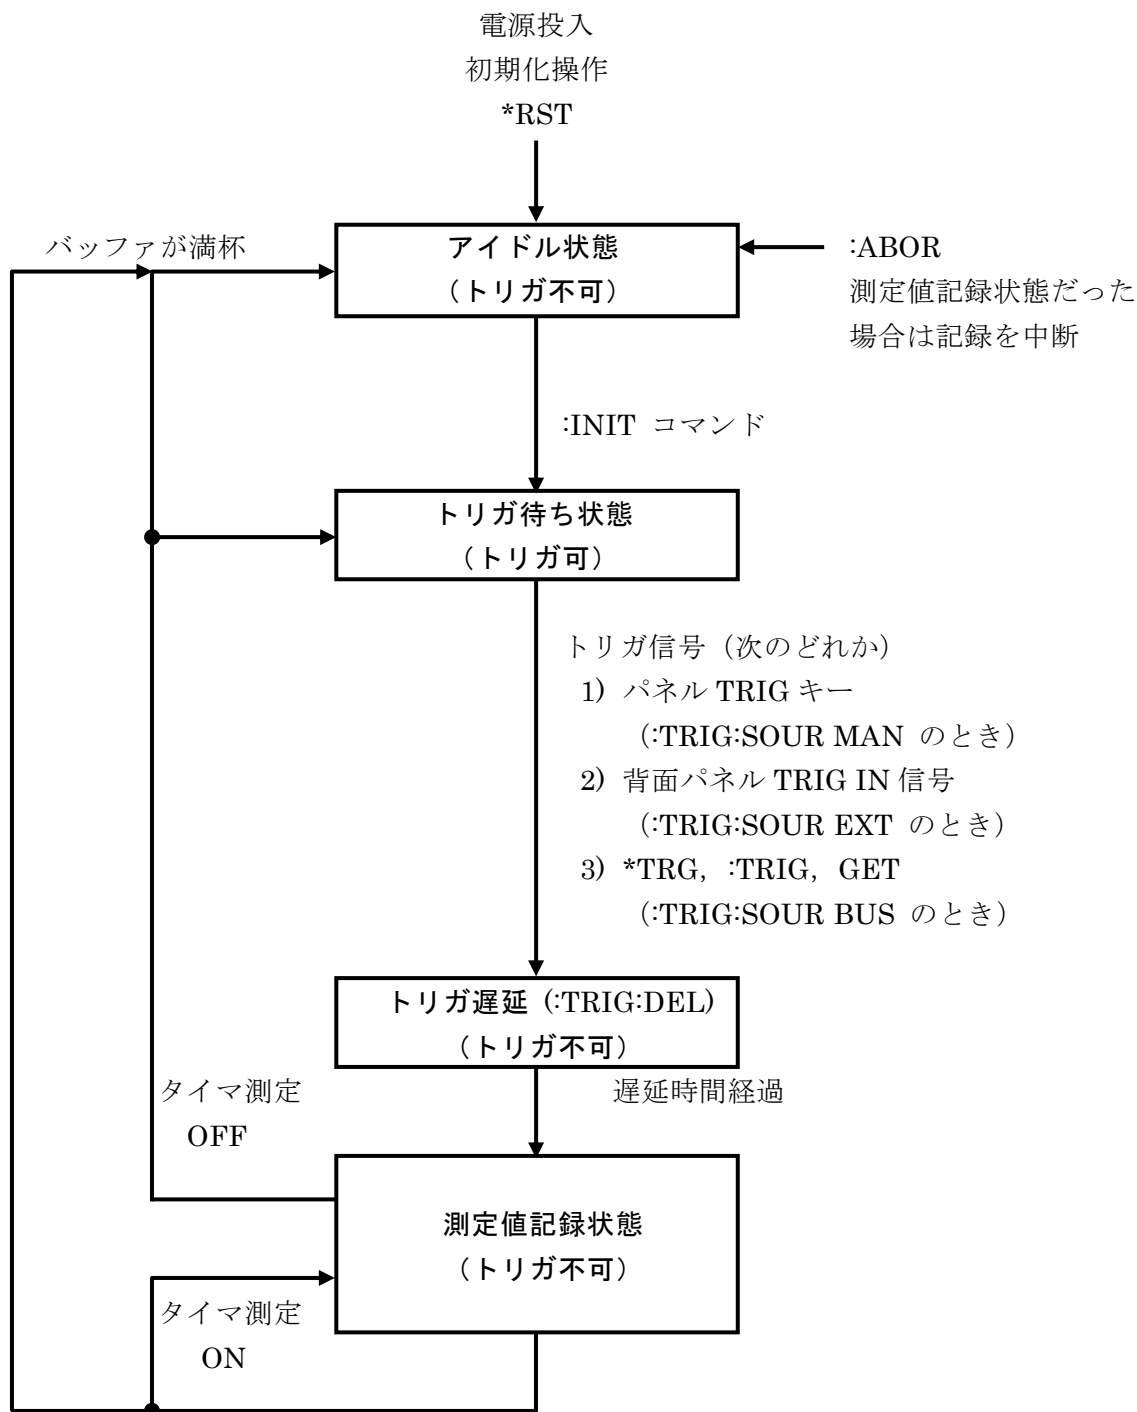 電源投入
初期化操作
*RST
バッファが満杯
アイドル状態
（トリガ不可）
:ABOR
測定値記録状態だった
場合は記録を中断
:INIT コマンド
トリガ待ち状態
（トリガ可）
トリガ信号（次のどれか）
1) パネル TRIG キー
（:TRIG:SOUR MAN のとき）
2) 背面パネル TRIG IN 信号
（:TRIG:SOUR EXT のとき）
3) *TRG, :TRIG, GET
（:TRIG:SOUR BUS のとき）
トリガ遅延 (:TRIG:DEL)
（トリガ不可）
タイマ測定
OFF
遅延時間経過
測定値記録状態
（トリガ不可）
タイマ測定
ON